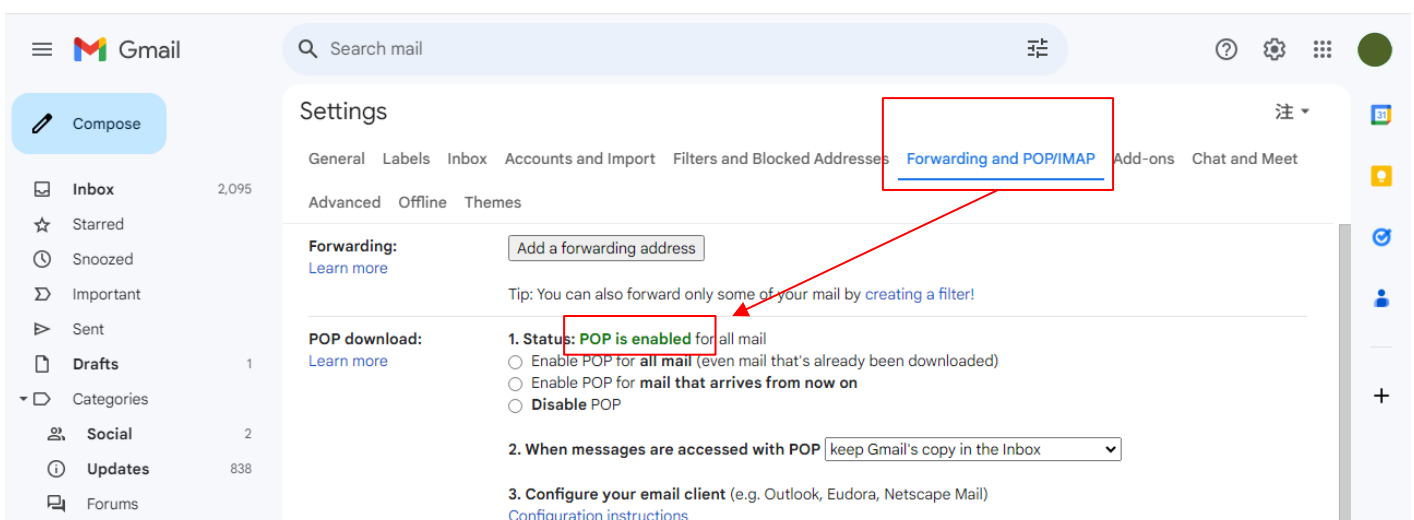 Gmail
Search mail
Compose
Inbox 2,095
Starred
Snoozed
Important
Sent
Drafts 1
Categories
Social 2
Updates 838
Forums
Settings
注
General Labels Inbox Accounts and Import Filters and Blocked Addresses Forwarding and POP/IMAP Add-ons Chat and Meet
Advanced Offline Themes
Forwarding: Add a forwarding address
Learn more
Tip: You can also forward only some of your mail by creating a filter!
POP download: 1. Status: POP is enabled for all mail
Learn more Enable POP for all mail (even mail that's already been downloaded)
Enable POP for mail that arrives from now on
Disable POP
2. When messages are accessed with POP keep Gmail's copy in the Inbox
3. Configure your email client (e.g. Outlook, Eudora, Netscape Mail)
Configuration instructions
31